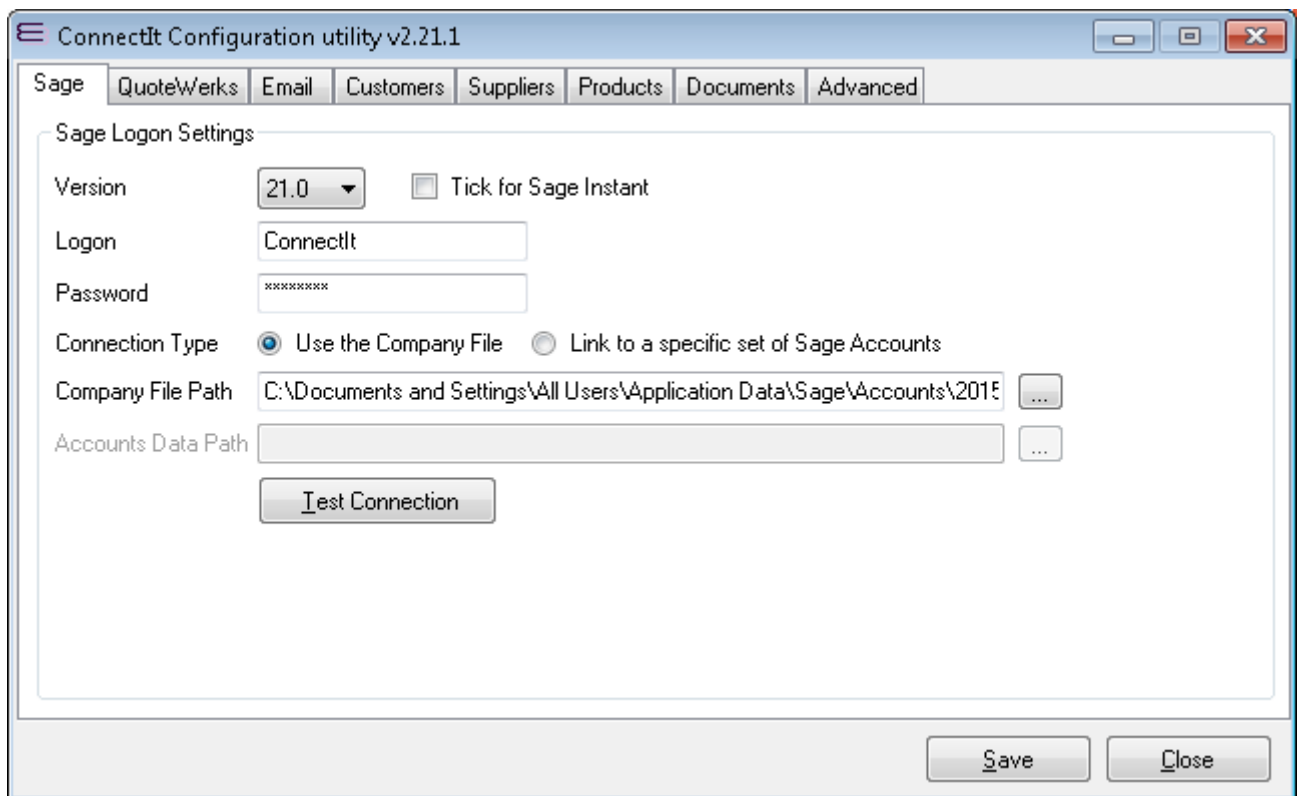 ConnectIt Configuration utility v2.21.1
Sage QuoteWerks Email Customers Suppliers Products Documents Advanced
Sage Logon Settings
Version 21.0 Tick for Sage Instant
Logon ConnectIt
Password ********
Connection Type Use the Company File Link to a specific set of Sage Accounts
Company File Path C:\Documents and Settings\All Users\Application Data\Sage\Accounts\2015 ...
Accounts Data Path ...
Test Connection
Save Close